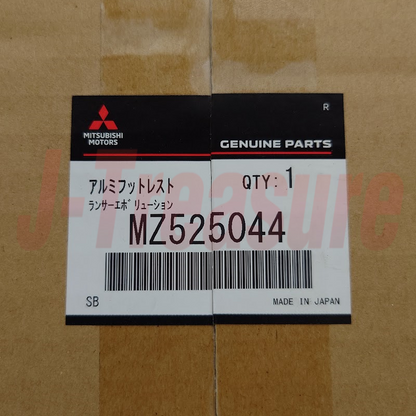 R
MITSUBISHI
MOTORS
GENUINE PARTS
アルミフットレスト
QTY: 1
ランサーエボリューション
J-Treasure
MZ525044
SB
MADE IN JAPAN